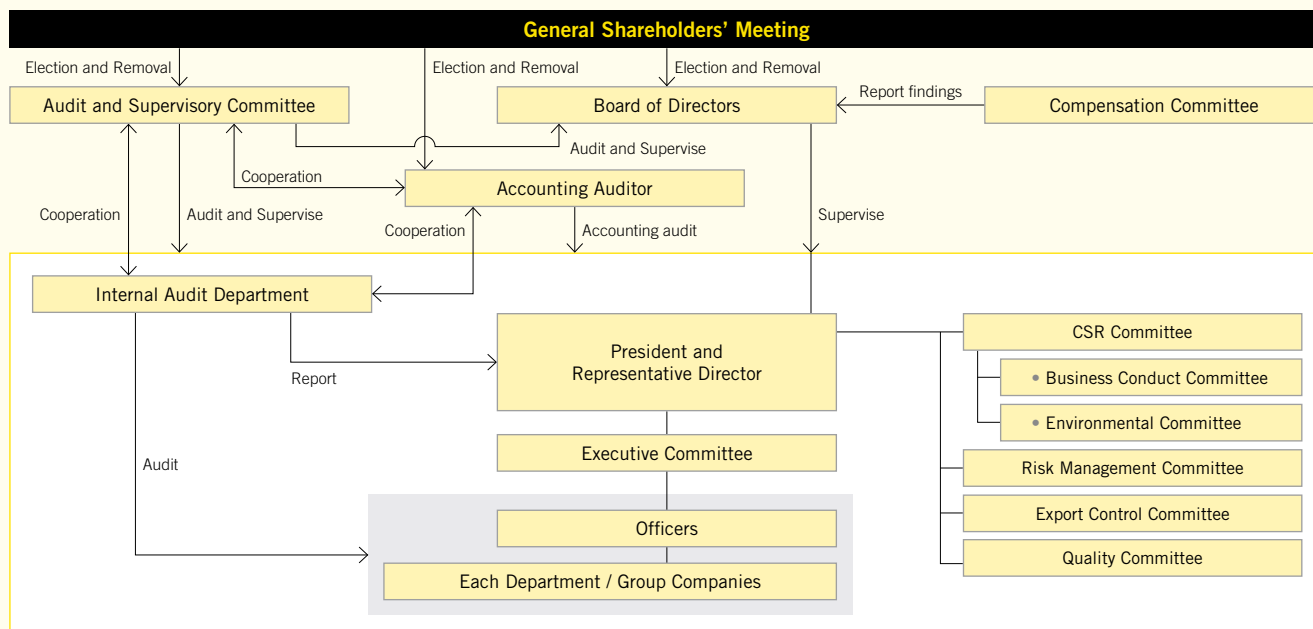 General Shareholders’ Meeting
Election and Removal
Election and Removal
Election and Removal
Audit and Supervisory Committee
Board of Directors
Report findings
Compensation Committee
Audit and Supervise
Cooperation
Accounting Auditor
Cooperation
Audit and Supervise
Cooperation
Accounting audit
Supervise
Internal Audit Department
President and
Representative Director
Report
CSR Committee
• Business Conduct Committee
• Environmental Committee
Executive Committee
Audit
Risk Management Committee
Officers
Export Control Committee
Each Department / Group Companies
Quality Committee